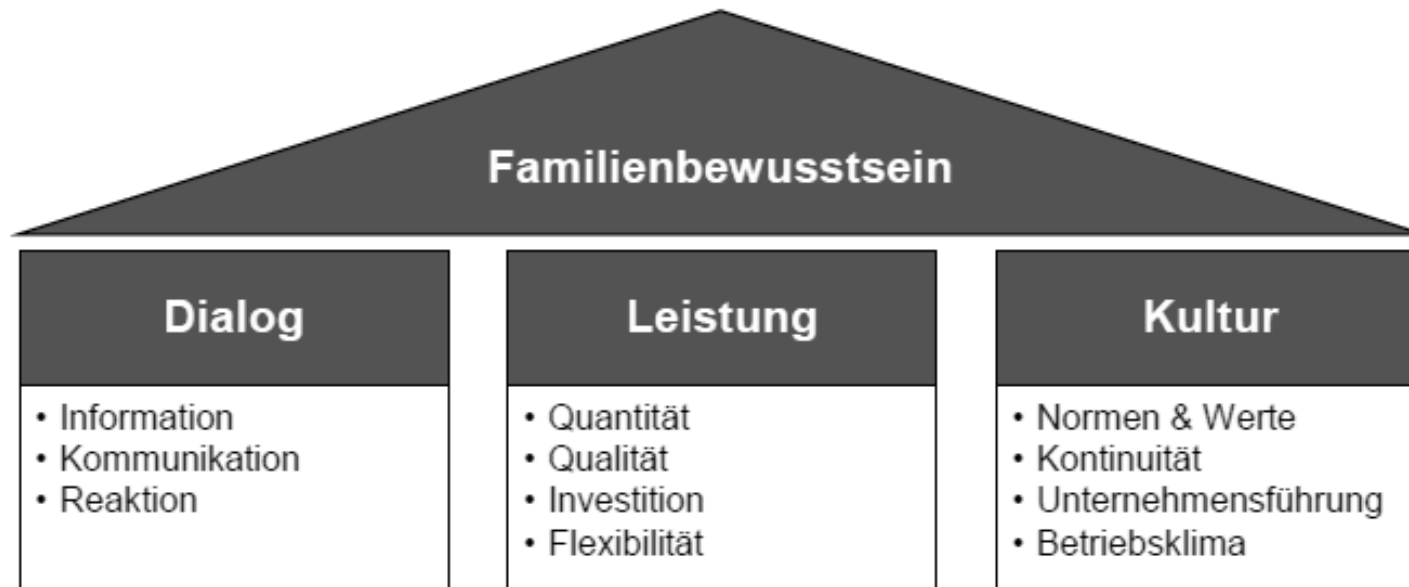 Familienbewusstsein
Dialog
• Information
• Kommunikation
• Reaktion
Leistung
• Quantität
• Qualität
• Investition
• Flexibilität
Kultur
• Normen & Werte
• Kontinuität
• Unternehmensführung
• Betriebsklima